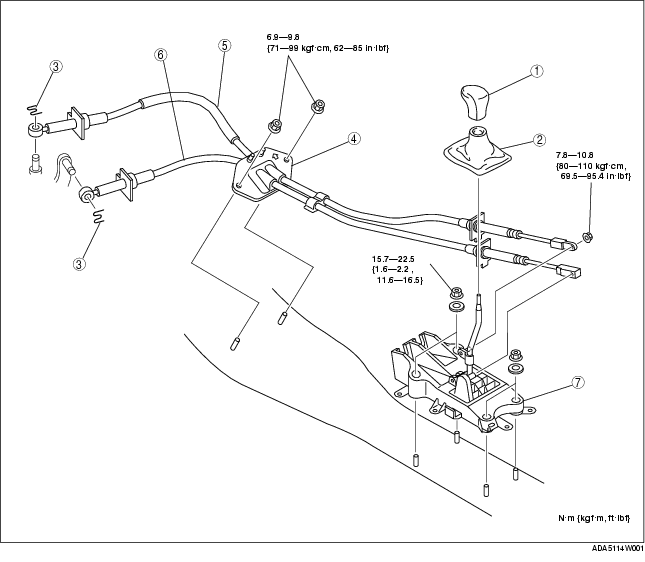 6.9—9.8
{71—99 kgf·cm, 62—85 in·lbf}
5
1
6
3
4
2
7.8—10.8
{80—110 kgf·cm,
69.5—95.4 in·lbf}
3
15.7—22.5
{1.6—2.2 ,
11.6—16.5}
7
N·m {kgf·m, ft·lbf}
ADA5114W001